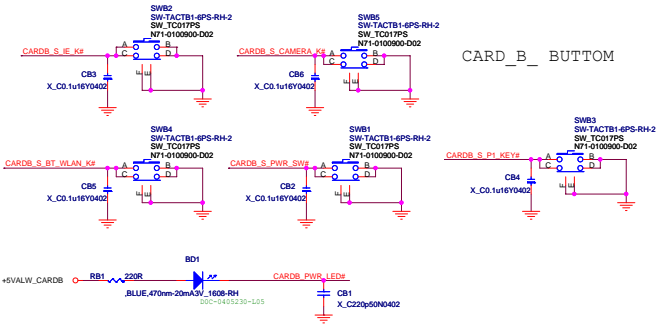 SWB2
SW-TACTB1-6PS-RH-2
SW_TC017PS
N71-0100900-D02
CARDB_S_IE_K#
A B
C D
F E
CB3
X_C0.1u16Y0402
SWB5
SW-TACTB1-6PS-RH-2
SW_TC017PS
N71-0100900-D02
CARDB_S_CAMERA_K#
A B
C D
F E
CB6
X_C0.1u16Y0402
CARD_B_ BUTTOM
SWB4
SW-TACTB1-6PS-RH-2
SW_TC017PS
N71-0100900-D02
CARDB_S_BT_WLAN_K#
A B
C D
F E
CB5
X_C0.1u16Y0402
SWB1
SW-TACTB1-6PS-RH-2
SW_TC017PS
N71-0100900-D02
CARDB_S_PWR_SW#
A B
C D
F E
CB2
X_C0.1u16Y0402
SWB3
SW-TACTB1-6PS-RH-2
SW_TC017PS
N71-0100900-D02
CARDB_S_P1_KEY#
A B
C D
F E
CB4
X_C0.1u16Y0402
+5VALW_CARDB
RB1 220R
BD1
,BLUE,470nm-20mA3V_1608-RH
D0C-0405230-L05
CARDB_PWR_LED#
CB1
X_C220p50N0402